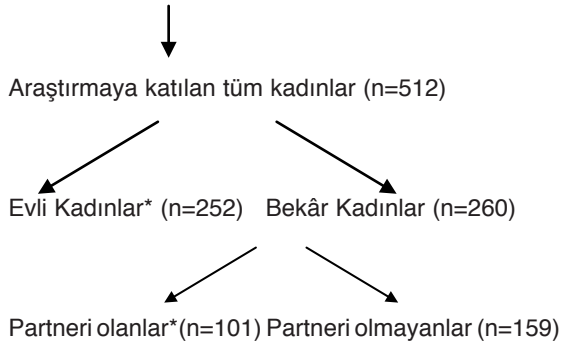 Araştırmaya katılan tüm kadınlar (n=512)
Evli Kadınlar* (n=252) Bekâr Kadınlar (n=260)
Partneri olanlar*(n=101) Partneri olmayanlar (n=159)